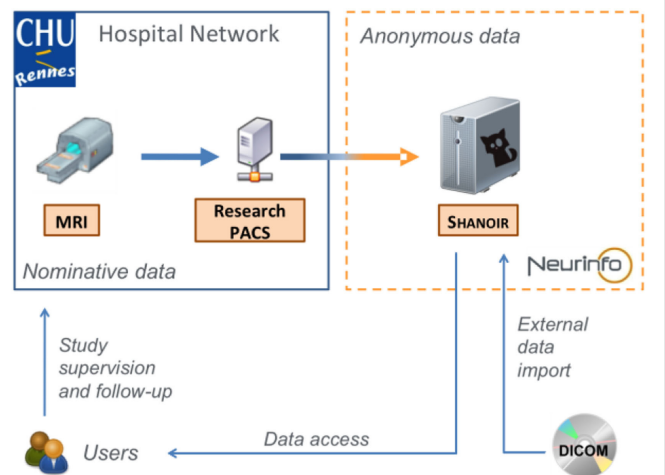 CHU
Rennes
Hospital Network
Anonymous data
MRI
Research
PACS
SHANOIR
Nominative data
Neurinfo
Study
supervision
and follow-up
External
data
import
Users
Data access
DICOM